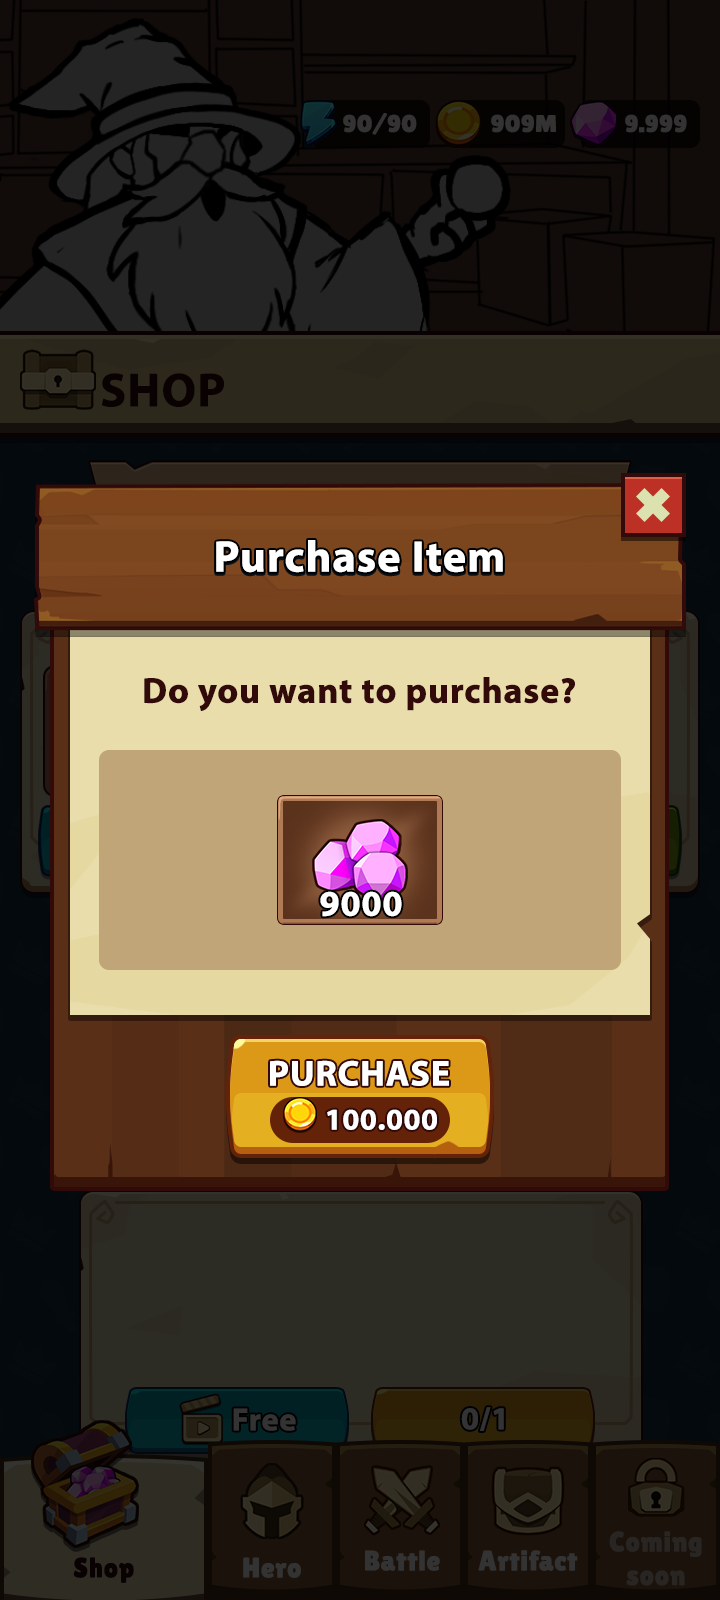 90/90 909M 9.999
SHOP
Purchase Item
Do you want to purchase?
9000
PURCHASE
100.000
Free 0/1
Shop Hero Battle Artifact Coming soon